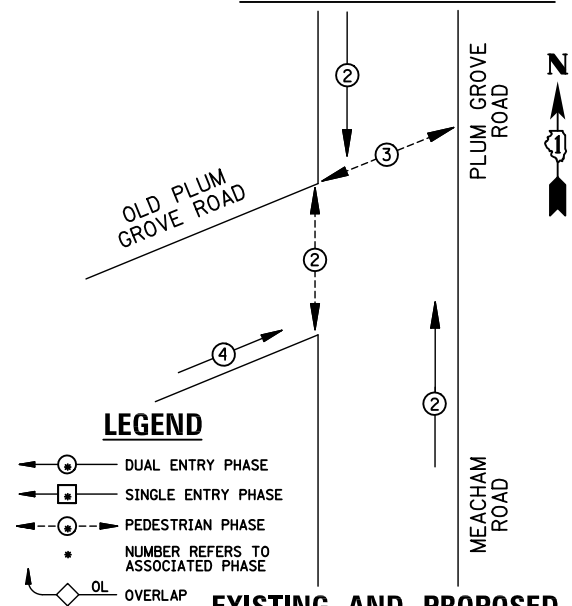 2
PLUM GROVE
ROAD
N
1
3
OLD PLUM
GROVE ROAD
2
4
2
LEGEND
* DUAL ENTRY PHASE
* SINGLE ENTRY PHASE
* PEDESTRIAN PHASE
* NUMBER REFERS TO
ASSOCIATED PHASE
OL OVERLAP
MEACHAM
ROAD
EXISTING AND PROPOSED